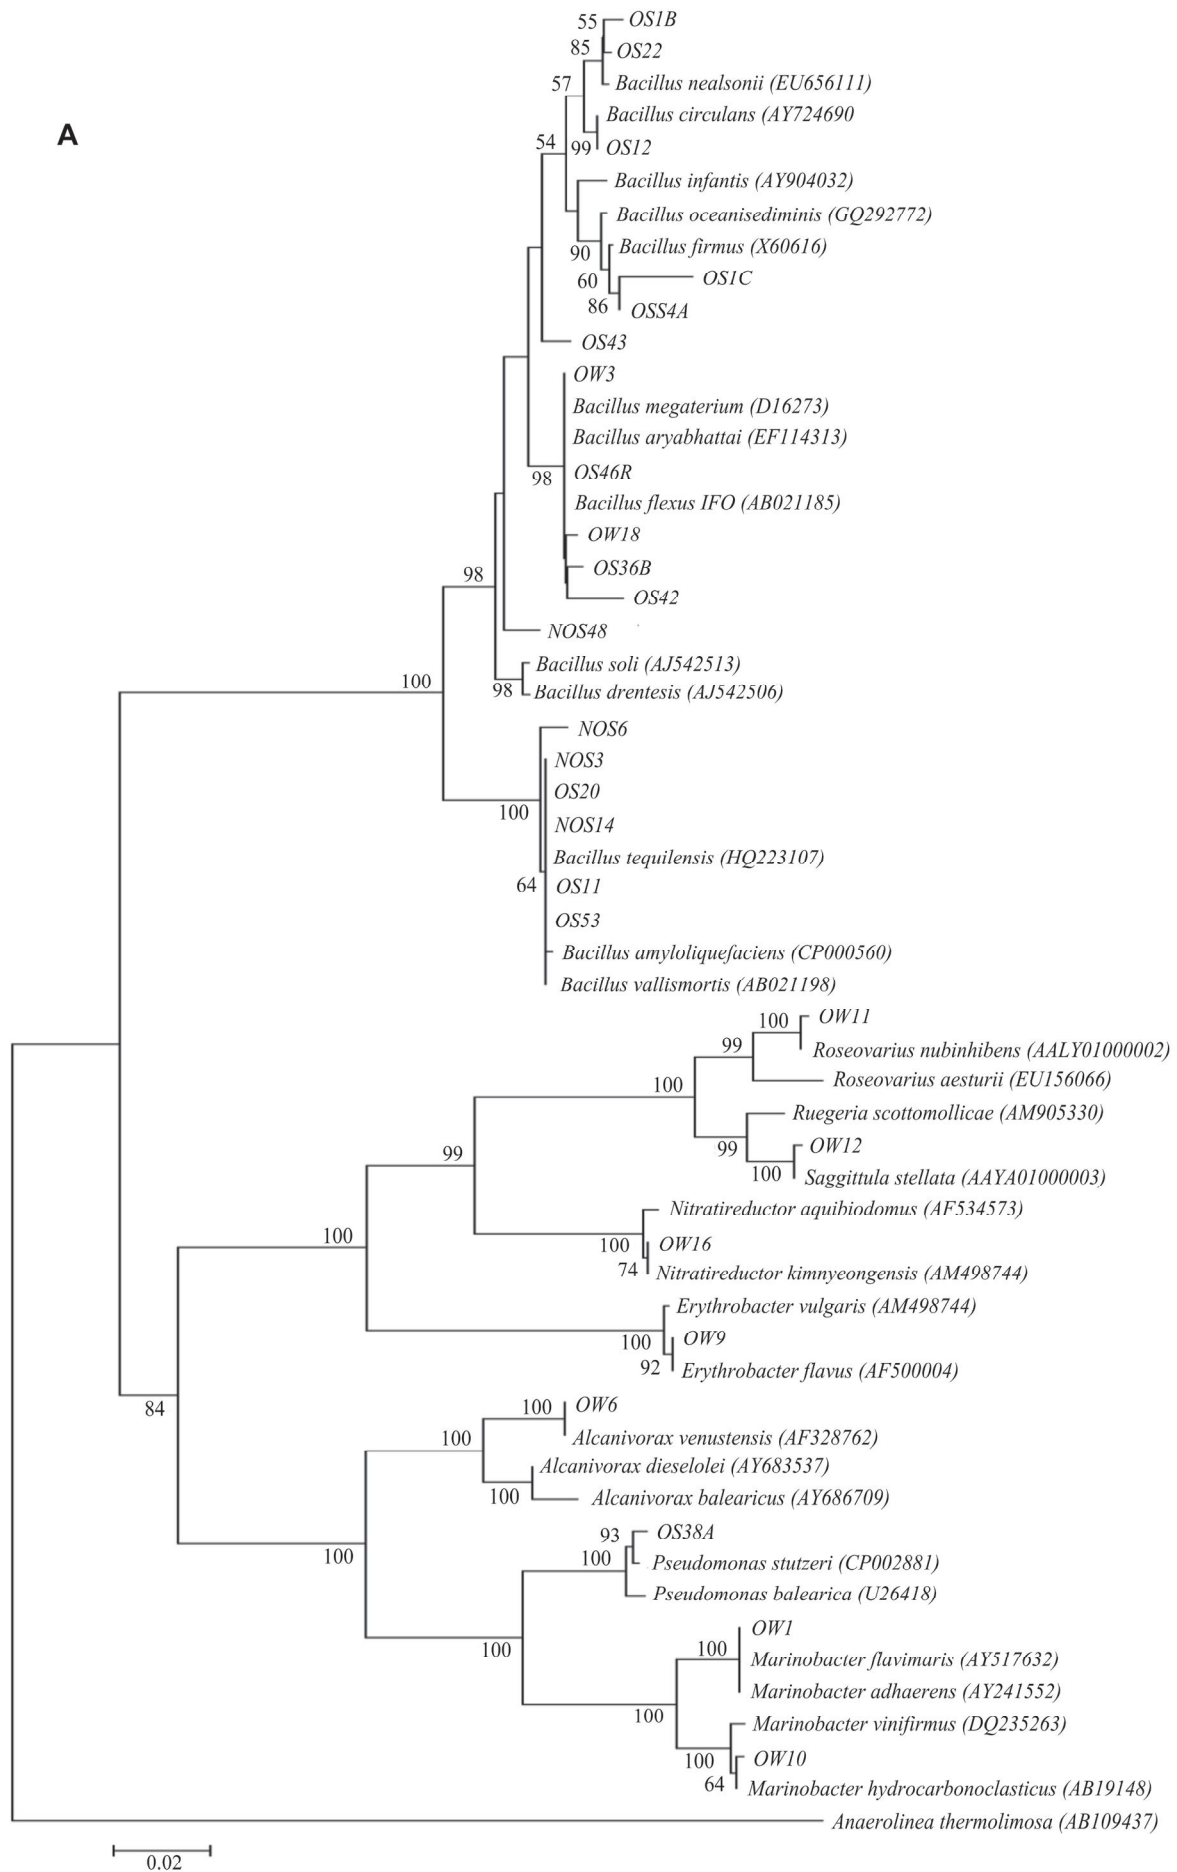 55 OS1B
85 OS22
Bacillus nealsonii (EU656111)
57
Bacillus circulans (AY724690
A
54 99 OS12
Bacillus infantis (AY904032)
Bacillus oceanisediminis (GQ292772)
90 Bacillus firmus (X60616)
60 OS1C
86 OSS4A
OS43
OW3
Bacillus megaterium (D16273)
Bacillus aryabhattai (EF114313)
98 OS46R
Bacillus flexus IFO (AB021185)
OW18
98 OS36B
OS42
NOS48
Bacillus soli (AJ542513)
100 98 Bacillus drentesis (AJ542506)
NOS6
NOS3
OS20
100 NOS14
Bacillus tequilensis (HQ223107)
64 OS11
OS53
Bacillus amyloliquefaciens (CP000560)
Bacillus vallismortis (AB021198)
100 OW11
99 Roseovarius nubinhibens (AALY01000002)
100 Roseovarius aesturii (EU156066)
Ruegeria scottomollicae (AM905330)
99 99 OW12
100 Saggittula stellata (AAYA01000003)
Nitratireductor aquibiodomus (AF534573)
100 100 OW16
74 Nitratireductor kimnyeongensis (AM498744)
Erythrobacter vulgaris (AM498744)
100 OW9
92 Erythrobacter flavus (AF500004)
84 100 OW6
100 Alcanivorax venustensis (AF328762)
Alcanivorax dieselolei (AY683537)
100 Alcanivorax balearicus (AY686709)
93 OS38A
100 100 Pseudomonas stutzeri (CP002881)
Pseudomonas balearica (U26418)
OW1
100 100 Marinobacter flavimaris (AY517632)
Marinobacter adhaerens (AY241552)
100 Marinobacter vinifirmus (DQ235263)
100 OW10
64 Marinobacter hydrocarbonoclasticus (AB19148)
Anaerolinea thermolimosa (AB109437)
0.02